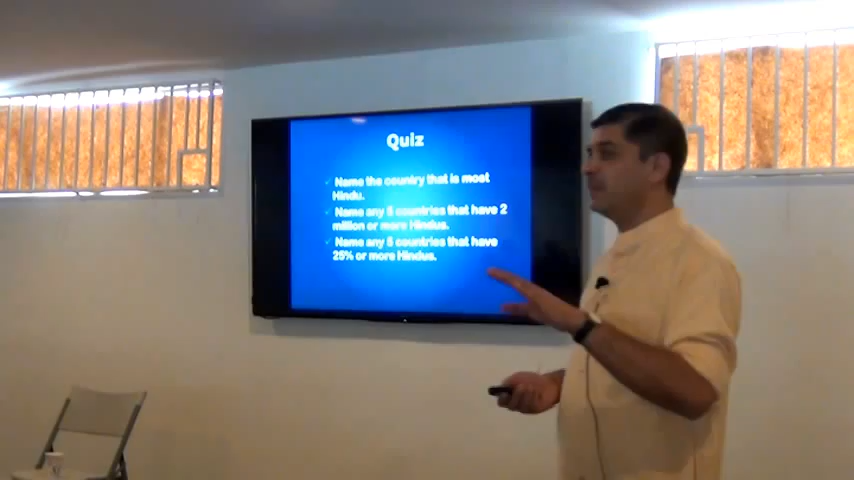 Quiz
Name the country that is most
Hindu.
Name any 5 countries that have 2
million or more Hindus.
Name any 5 countries that have
25% or more Hindus.